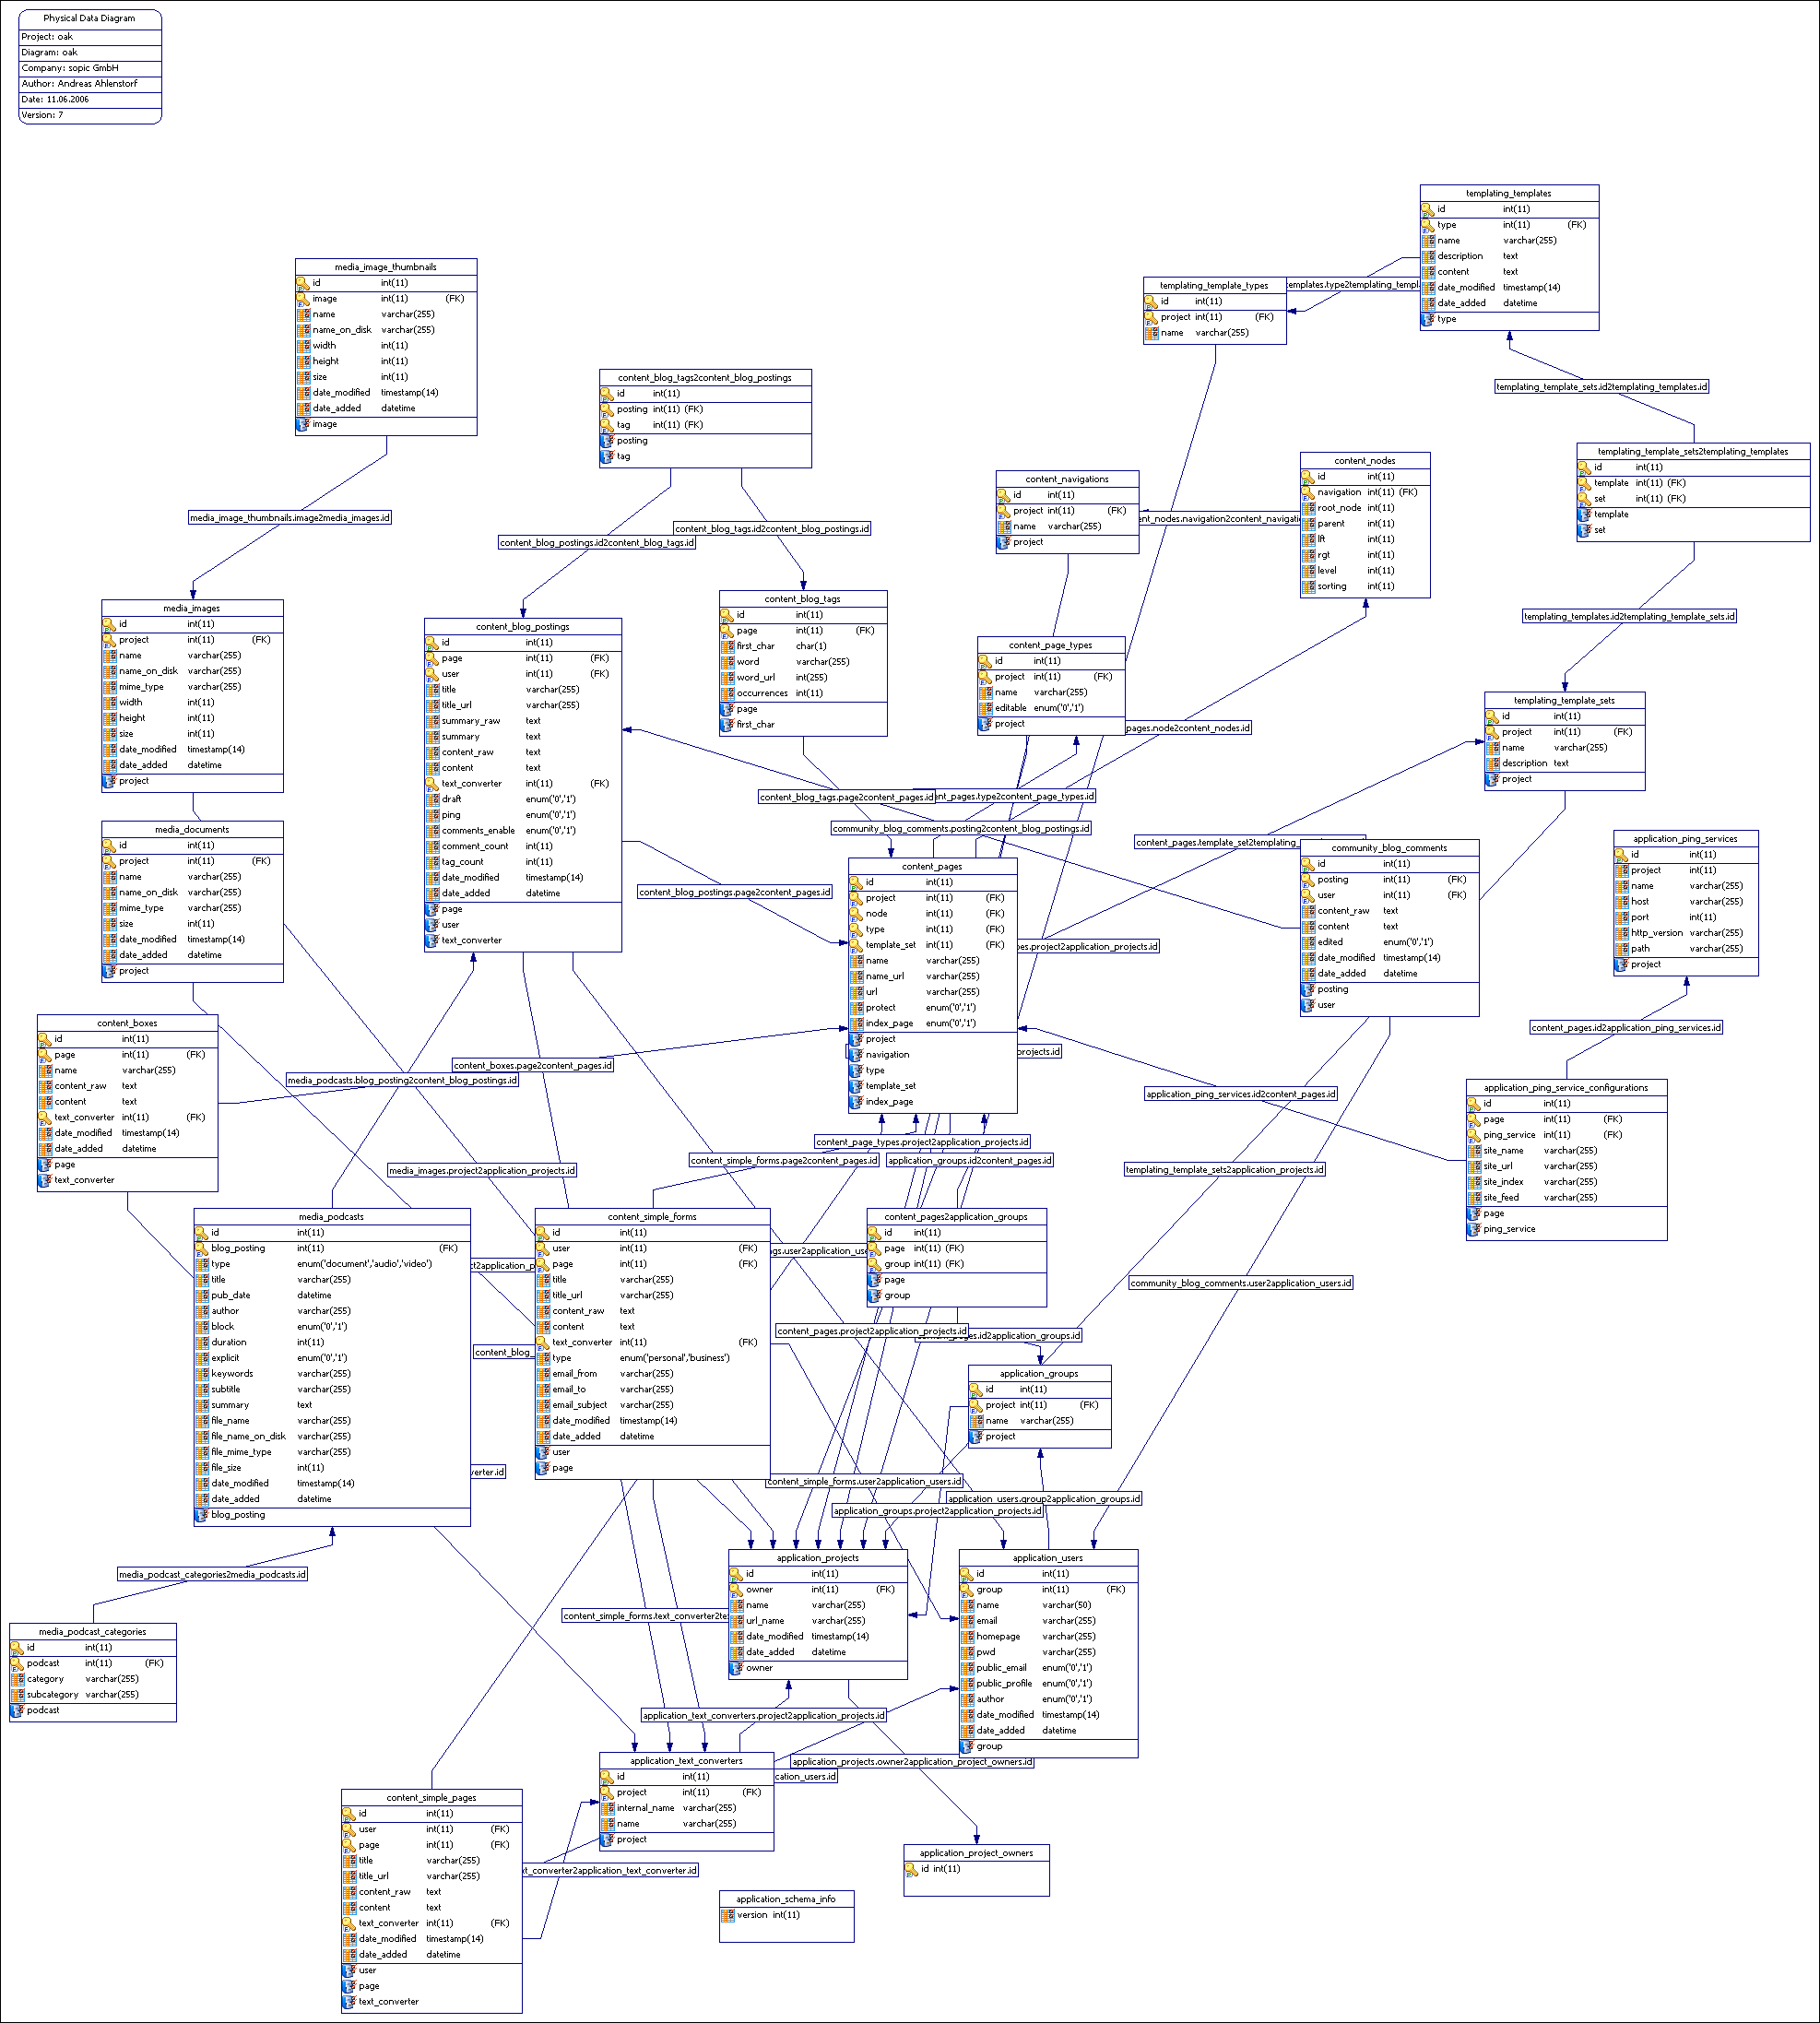 Physical Data Diagram
Project: oak
Diagram: oak
Company: sopic GmbH
Author: Andreas Ahlenstorf
Date: 11.06.2006
Version: 7
templating_templates
id int(11)
type int(11) (FK)
name varchar(255)
description text
content text
date_modified timestamp(14)
date_added datetime
type
media_image_thumbnails
id int(11)
image int(11) (FK)
name varchar(255)
name_on_disk varchar(255)
width int(11)
height int(11)
size int(11)
date_modified timestamp(14)
date_added datetime
image
templating_template_types
id int(11)
project int(11) (FK)
name varchar(255)
templating_template_sets.id2templating_templates.id
content_blog_tags2content_blog_postings
id int(11)
posting int(11) (FK)
tag int(11) (FK)
posting
tag
templating_template_sets2templating_templates
id int(11)
template int(11) (FK)
set int(11) (FK)
template
set
content_nodes
id int(11)
navigation int(11) (FK)
root_node int(11)
parent int(11)
lft int(11)
rgt int(11)
level int(11)
sorting int(11)
content_navigations
id int(11)
project int(11) (FK)
name varchar(255)
project
media_image_thumbnails.image2media_images.id
content_blog_tags.id2content_blog_postings.id
content_blog_postings.id2content_blog_tags.id
content_blog_tags
id int(11)
page int(11) (FK)
first_char char(1)
word varchar(255)
word_url int(255)
occurrences int(11)
page
first_char
media_images
id int(11)
project int(11) (FK)
name varchar(255)
name_on_disk varchar(255)
mime_type varchar(255)
width int(11)
height int(11)
size int(11)
date_modified timestamp(14)
date_added datetime
project
templating_templates.id2templating_template_sets.id
content_blog_postings
id int(11)
page int(11) (FK)
user int(11) (FK)
title varchar(255)
title_url varchar(255)
summary_raw text
summary text
content_raw text
content text
text_converter int(11) (FK)
draft enum('0','1')
ping enum('0','1')
comments_enable enum('0','1')
comment_count int(11)
tag_count int(11)
date_modified timestamp(14)
date_added datetime
page
user
text_converter
content_page_types
id int(11)
project int(11) (FK)
name varchar(255)
editable enum('0','1')
project
pages.node2content_nodes.id
templating_template_sets
id int(11)
project int(11) (FK)
name varchar(255)
description text
project
content_blog_tags.page2content_pages.id
nt_pages.type2content_page_types.id
community_blog_comments.posting2content_blog_postings.id
media_documents
id int(11)
project int(11) (FK)
name varchar(255)
name_on_disk varchar(255)
mime_type varchar(255)
size int(11)
date_modified timestamp(14)
date_added datetime
project
content_pages.template_set2templating_
community_blog_comments
id int(11)
posting int(11) (FK)
user int(11) (FK)
content_raw text
content text
edited enum('0','1')
date_modified timestamp(14)
date_added datetime
posting
user
application_ping_services
id int(11)
project int(11)
name varchar(255)
host varchar(255)
port int(11)
http_version varchar(255)
path varchar(255)
project
content_pages
id int(11)
project int(11) (FK)
node int(11) (FK)
type int(11) (FK)
template_set int(11) (FK)
name varchar(255)
name_url varchar(255)
url varchar(255)
protect enum('0','1')
index_page enum('0','1')
project
navigation
type
template_set
index_page
content_blog_postings.page2content_pages.id
pes.project2application_projects.id
content_boxes
id int(11)
page int(11) (FK)
name varchar(255)
content_raw text
content text
text_converter int(11) (FK)
date_modified timestamp(14)
date_added datetime
page
text_converter
content_pages.id2application_ping_services.id
projects.id
content_boxes.page2content_pages.id
media_podcasts.blog_posting2content_blog_postings.id
application_ping_services.id2content_pages.id
application_ping_service_configurations
id int(11)
page int(11) (FK)
ping_service int(11) (FK)
site_name varchar(255)
site_url varchar(255)
site_index varchar(255)
site_feed varchar(255)
page
ping_service
content_page_types.project2application_projects.id
content_simple_forms.page2content_pages.id
application_groups.id2content_pages.id
media_images.project2application_projects.id
templating_template_sets2application_projects.id
media_podcasts
id int(11)
blog_posting int(11) (FK)
type enum('document','audio','video')
title varchar(255)
pub_date datetime
author varchar(255)
block enum('0','1')
duration int(11)
explicit enum('0','1')
keywords varchar(255)
subtitle varchar(255)
summary text
file_name varchar(255)
file_name_on_disk varchar(255)
file_mime_type varchar(255)
file_size int(11)
date_modified timestamp(14)
date_added datetime
blog_posting
content_simple_forms
id int(11)
user int(11) (FK)
page int(11) (FK)
title varchar(255)
title_url varchar(255)
content_raw text
content text
text_converter int(11) (FK)
type enum('personal','business')
email_from varchar(255)
email_to varchar(255)
email_subject varchar(255)
date_modified timestamp(14)
date_added datetime
user
page
content_pages2application_groups
id int(11)
page int(11) (FK)
group int(11) (FK)
page
group
community_blog_comments.user2application_users.id
content_pages.project2application_projects.id
content_pages.id2application_groups.id
content_blog_
application_groups
id int(11)
project int(11) (FK)
name varchar(255)
project
verter.id
content_simple_forms.user2application_users.id
application_users.group2application_groups.id
application_groups.project2application_projects.id
application_projects
id int(11)
owner int(11) (FK)
name varchar(255)
url_name varchar(255)
date_modified timestamp(14)
date_added datetime
owner
application_users
id int(11)
group int(11) (FK)
name varchar(50)
email varchar(255)
homepage varchar(255)
pwd varchar(255)
public_email enum('0','1')
public_profile enum('0','1')
author enum('0','1')
date_modified timestamp(14)
date_added datetime
group
media_podcast_categories2media_podcasts.id
content_simple_forms.text_converter2te
media_podcast_categories
id int(11)
podcast int(11) (FK)
category varchar(255)
subcategory varchar(255)
podcast
application_text_converters.project2application_projects.id
application_projects.owner2application_project_owners.id
cation_users.id
application_text_converters
id int(11)
project int(11) (FK)
internal_name varchar(255)
name varchar(255)
project
content_simple_pages
id int(11)
user int(11) (FK)
page int(11) (FK)
title varchar(255)
title_url varchar(255)
content_raw text
content text
text_converter int(11) (FK)
date_modified timestamp(14)
date_added datetime
user
page
text_converter
xt_converter2application_text_converter.id
application_project_owners
id int(11)
application_schema_info
version int(11)